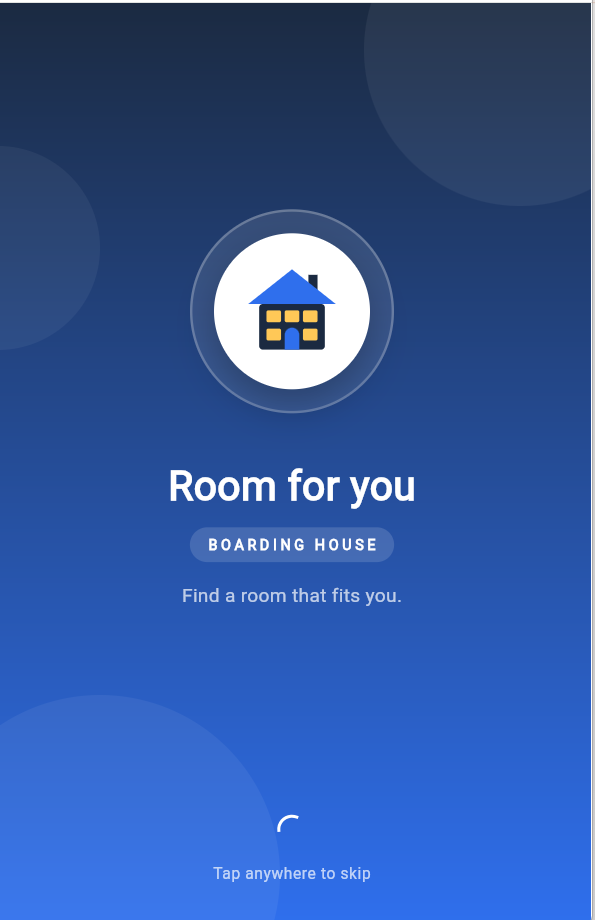 Room for you
BOARDING HOUSE
Find a room that fits you.
Tap anywhere to skip